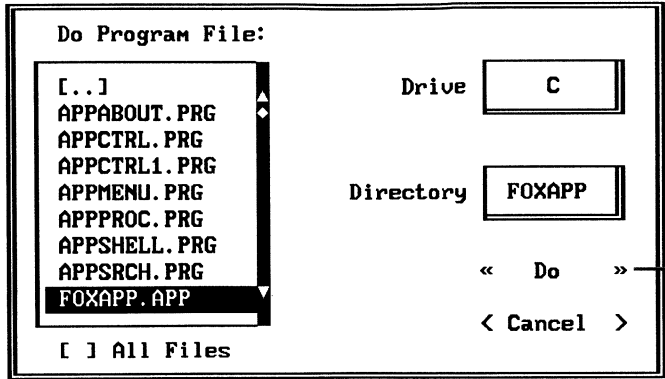 Do Program File:
[..]
APPABOUT.PRG
APPCTRL.PRG
APPCTRL1.PRG
APPMENU.PRG
APPPROC.PRG
APPSHELL.PRG
APPSRCH.PRG
FOXAPP.APP
[ ] All Files
Drive C
Directory FOXAPP
« Do »
< Cancel >